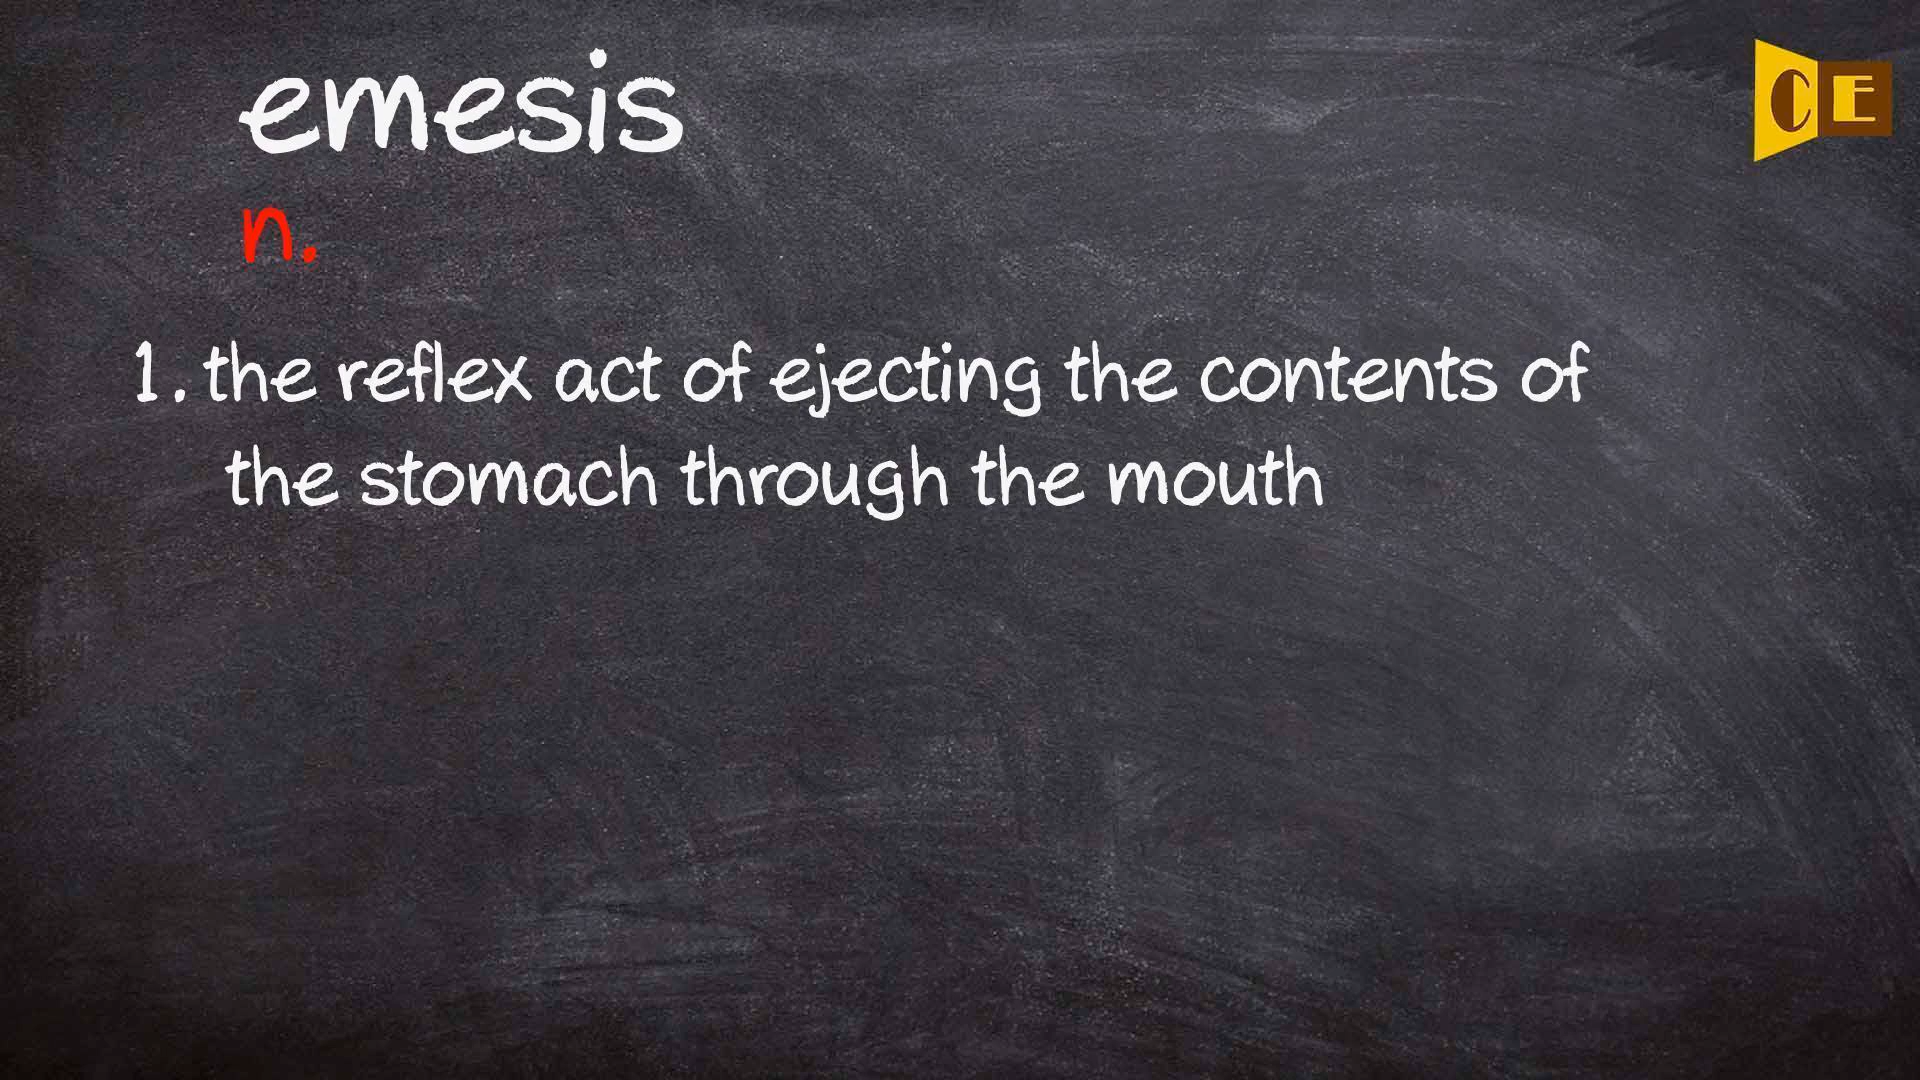 emesis
CE
n.
1. the reflex act of ejecting the contents of
the stomach through the mouth